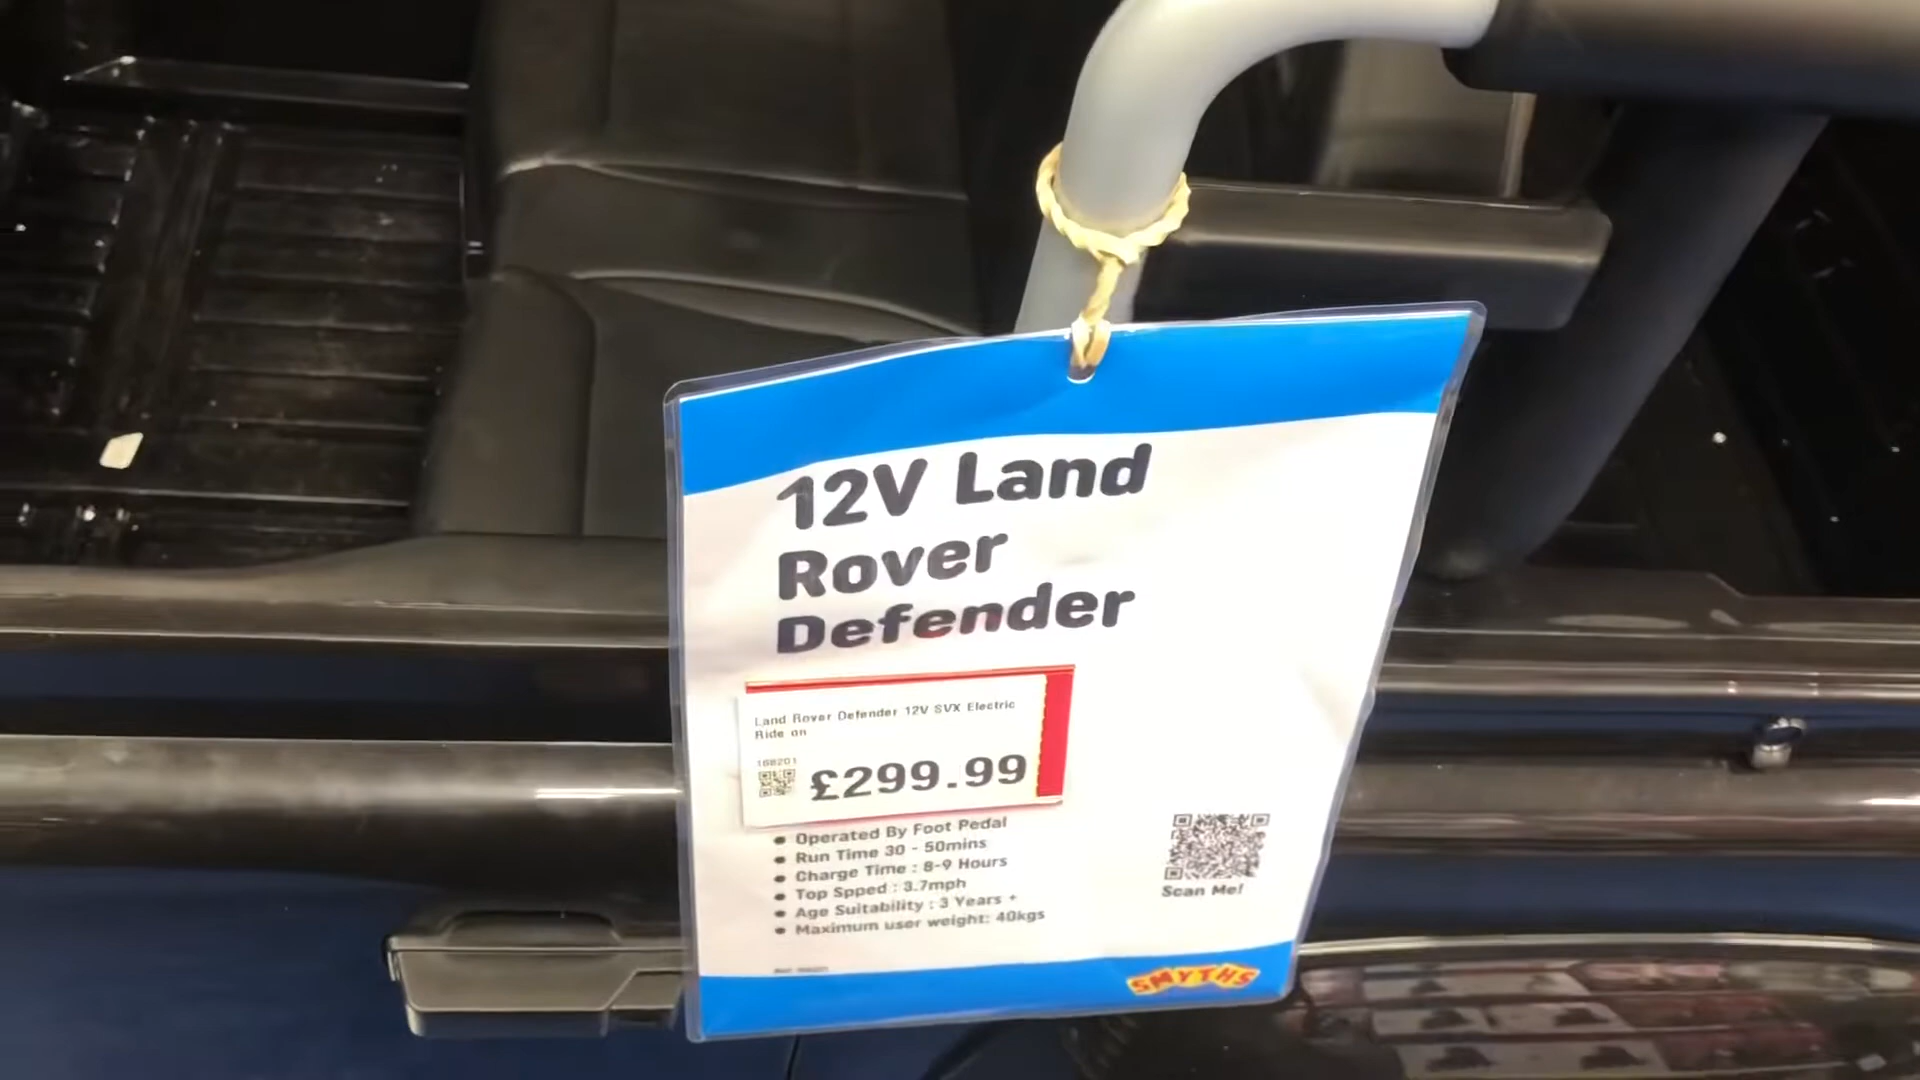 12V Land
Rover
Defender
Land Rover Defender 12V SVX Electric
Ride on
168201
£299.99
Operated By Foot Pedal
Run Time 30 - 50mins
Charge Time : 8-9 Hours
Top Spped : 3.7mph
Age Suitability : 3 Years +
Maximum user weight: 40kgs
Scan Me!
SMYTHS